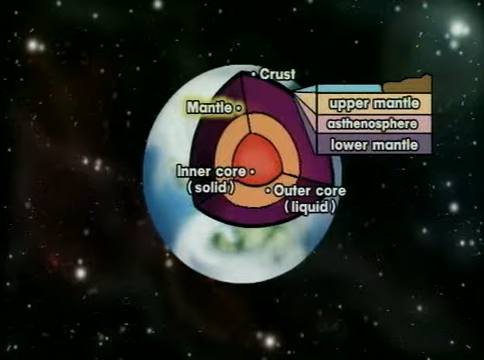 Crust
Mantle
upper mantle
asthenosphere
lower mantle
Inner core
(solid)
Outer core
(liquid)